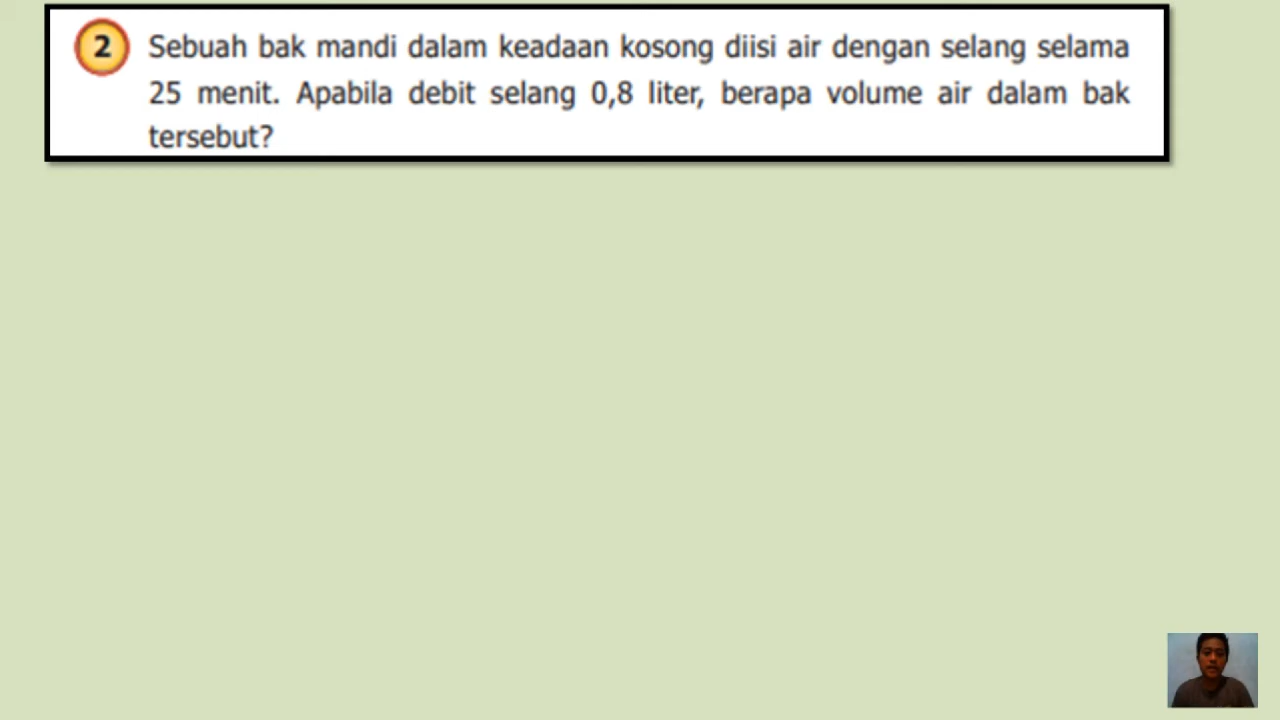 2 Sebuah bak mandi dalam keadaan kosong diisi air dengan selang selama
25 menit. Apabila debit selang 0,8 liter, berapa volume air dalam bak
tersebut?